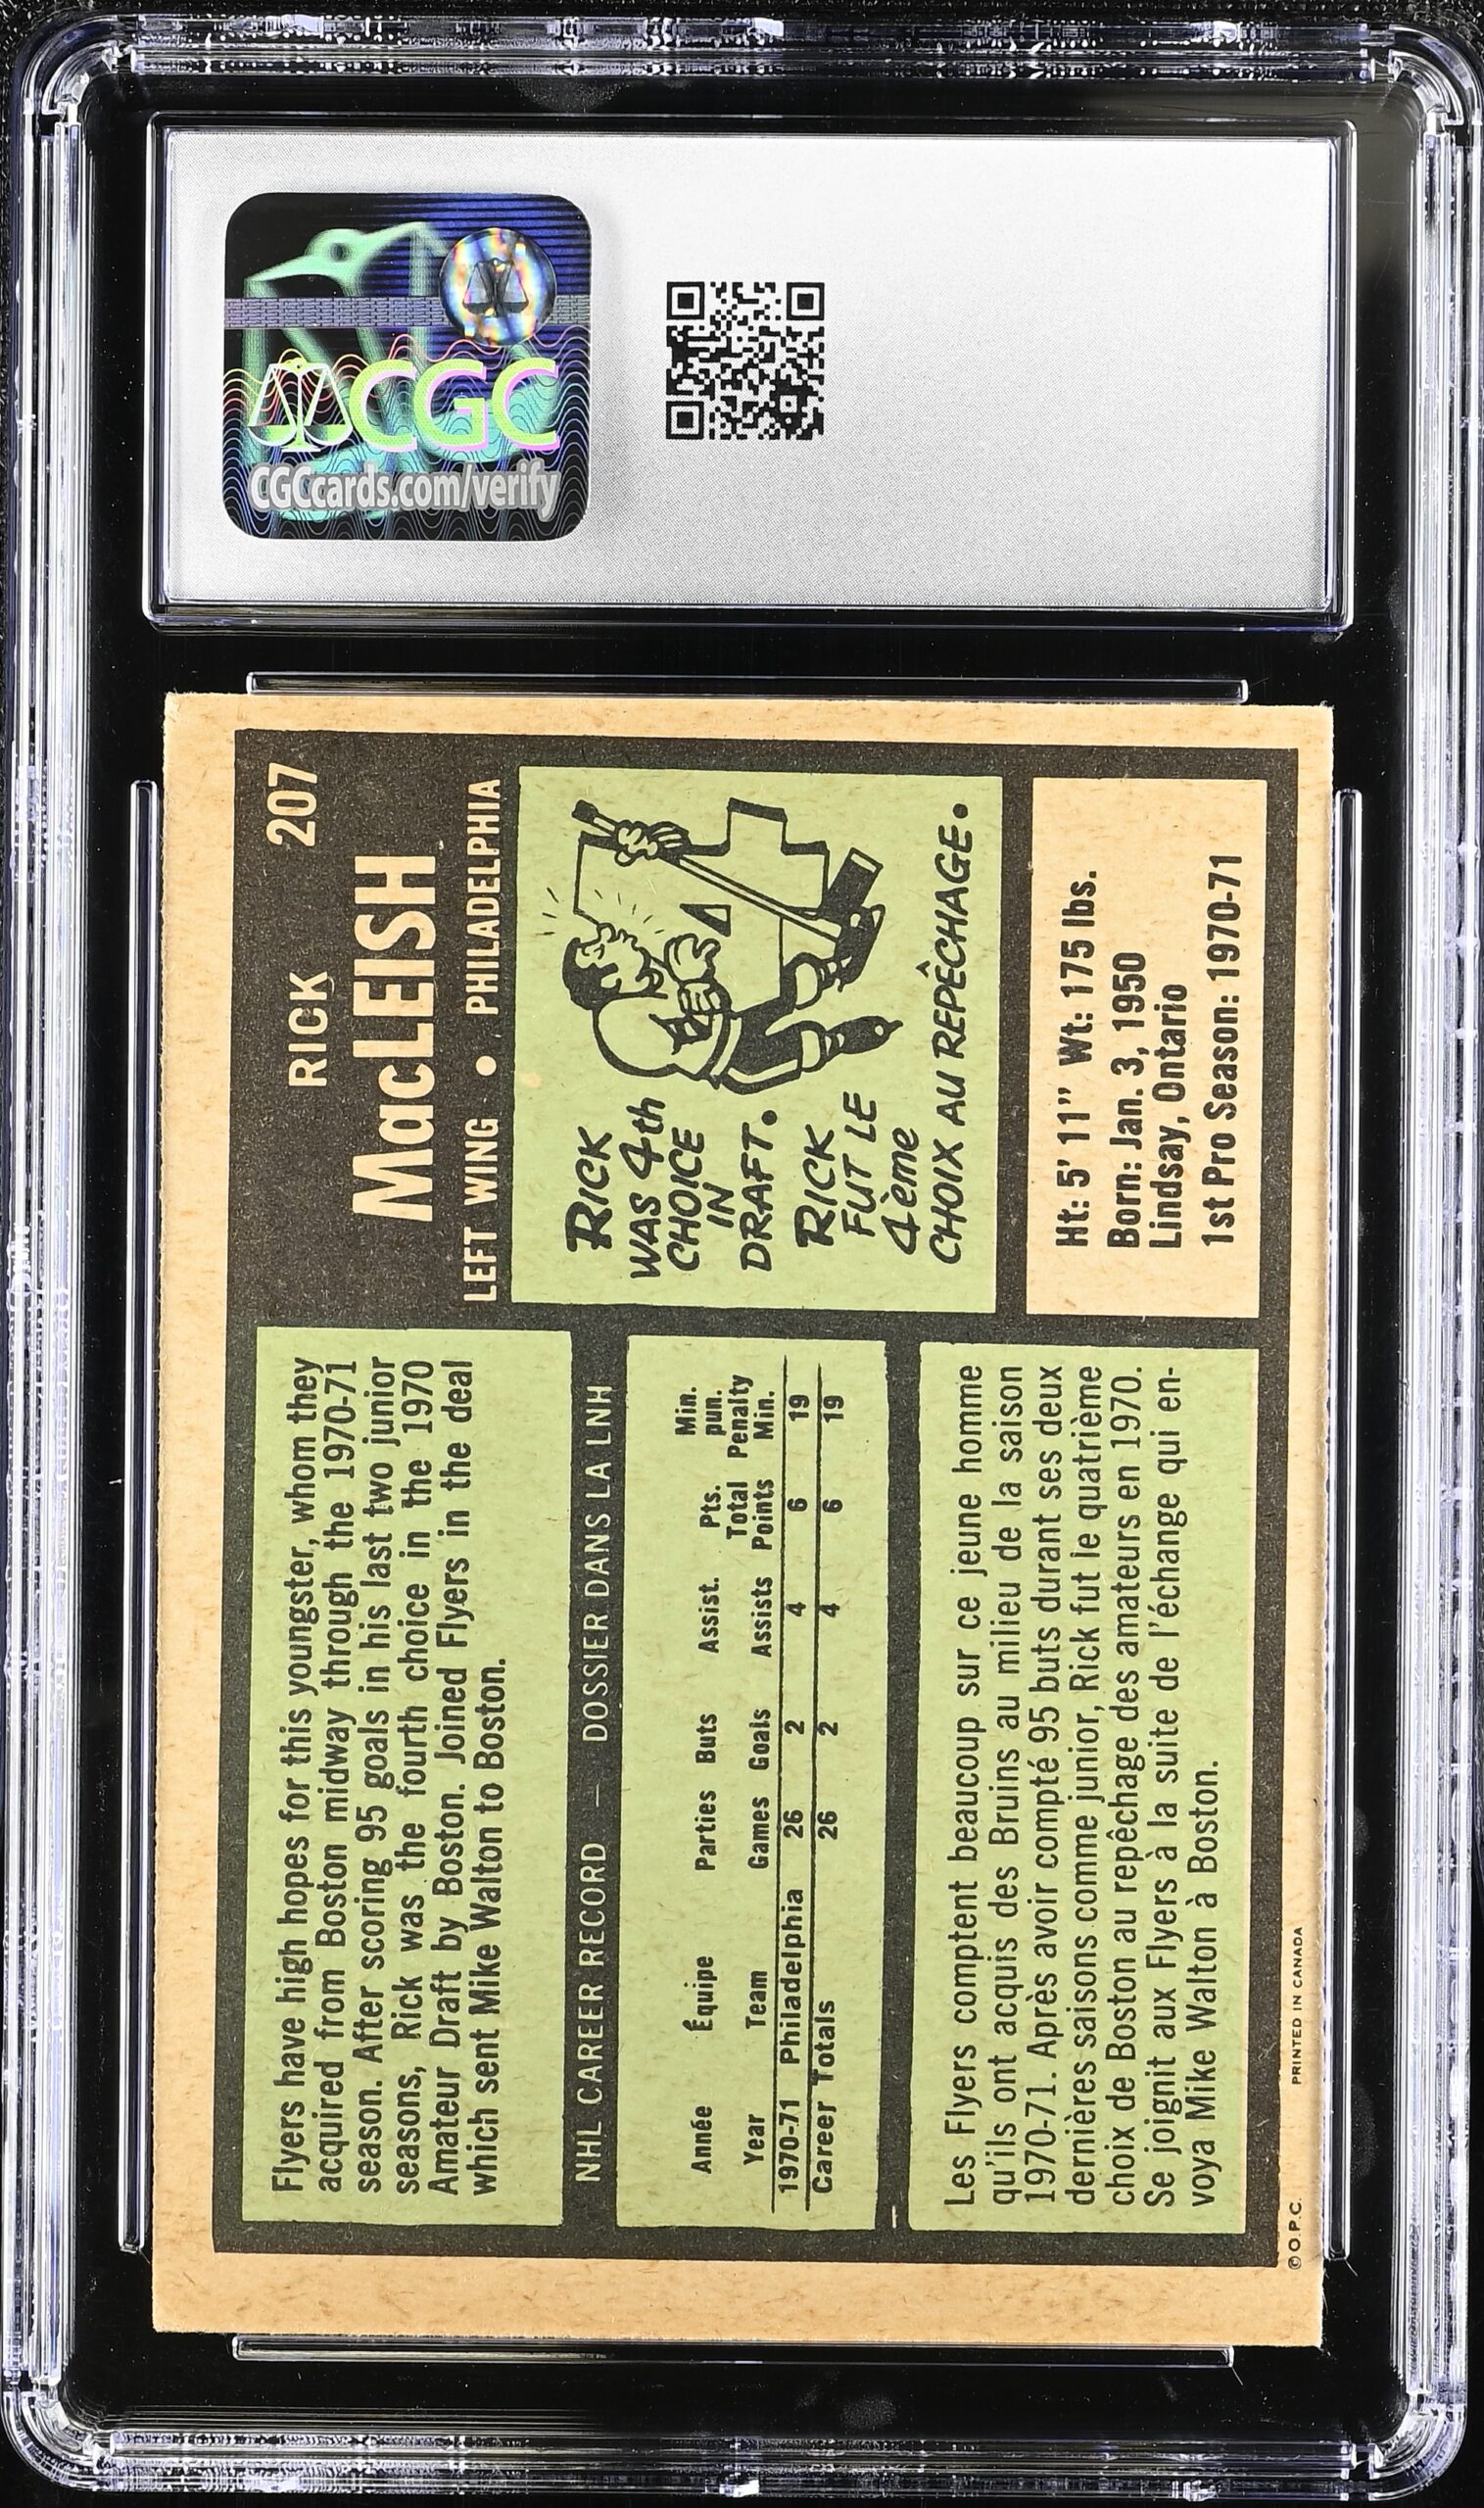 CGC
CGCcards.com/verify
207
RICK
MacLEISH
LEFT WING • PHILADELPHIA
RICK
WAS 4th
CHOICE
IN
DRAFT.
RICK
FUT LE
4ème
CHOIX AU REPÊCHAGE.
Ht: 5' 11" Wt: 175 lbs.
Born: Jan. 3, 1950
Lindsay, Ontario
1st Pro Season: 1970-71
Flyers have high hopes for this youngster, whom they
acquired from Boston midway through the 1970-71
season. After scoring 95 goals in his last two junior
seasons, Rick was the fourth choice in the 1970
Amateur Draft by Boston. Joined Flyers in the deal
which sent Mike Walton to Boston.
NHL CAREER RECORD — DOSSIER DANS LA LNH
Année Équipe Parties Buts Assist. Pts. Min. pun.
Year Team Games Goals Assists Total Points Penalty Min.
1970-71 Philadelphia 26 2 4 6 19
Career Totals 26 2 4 6 19
Les Flyers comptent beaucoup sur ce jeune homme
qu'ils ont acquis des Bruins au milieu de la saison
1970-71. Après avoir compté 95 buts durant ses deux
dernières saisons comme junior, Rick fut le quatrième
choix de Boston au repêchage des amateurs en 1970.
Se joignit aux Flyers à la suite de l'échange qui en-
voya Mike Walton à Boston.
© O.P.C. PRINTED IN CANADA